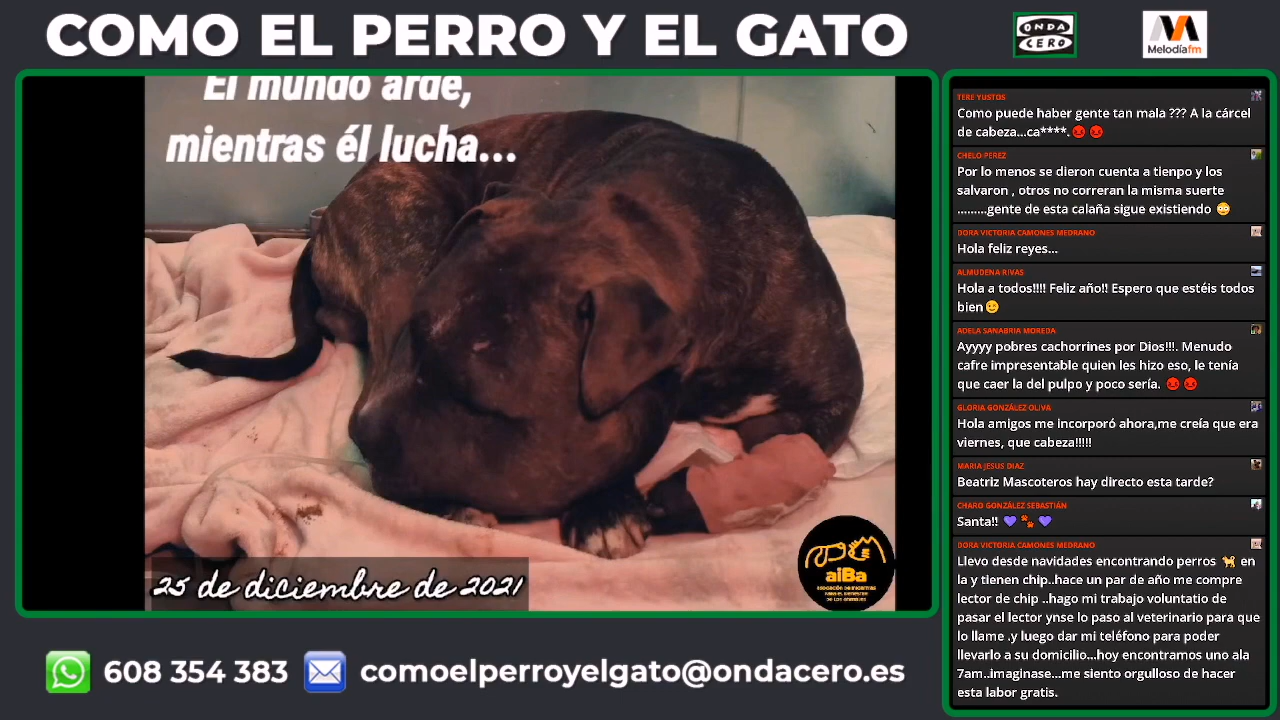 COMO EL PERRO Y EL GATO
ONDA
CERO
Melodíafm
El mundo arde,
mientras él lucha...
25 de diciembre de 2021
aiBa
608 354 383
comoelperroyelgato@ondacero.es
TERE YUSTOS
Como puede haber gente tan mala ??? A la cárcel
de cabeza...ca****.😡 😡
CHELO PEREZ
Por lo menos se dieron cuenta a tienpo y los
salvaron , otros no correran la misma suerte
.........gente de esta calaña sigue existiendo 😳
DORA VICTORIA CAMONES MEDRANO
Hola feliz reyes...
ALMUDENA RIVAS
Hola a todos!!!! Feliz año!! Espero que estéis todos
bien😉
ADELA SANABRIA MOREDA
Ayyyy pobres cachorrines por Dios!!!. Menudo
cafre impresentable quien les hizo eso, le tenía
que caer la del pulpo y poco sería. 😡 😡
GLORIA GONZÁLEZ OLIVA
Hola amigos me incorporó ahora,me creía que era
viernes, que cabeza!!!!!
MARIA JESUS DIAZ
Beatriz Mascoteros hay directo esta tarde?
CHARO GONZÁLEZ SEBASTIÁN
Santa!! 💜 🐾 💜
DORA VICTORIA CAMONES MEDRANO
Llevo desde navidades encontrando perros 🐕 en
la y tienen chip..hace un parde año me compre
lector de chip ..hago mi trabajo voluntatio de
pasar el lector ynse lo paso al veterinario para que
lo llame .y luego dar mi teléfono para poder
llevarlo a su domicilio...hoy encontramos uno ala
7am..imaginata...me siento orgulloso de hacer
esta labor gratis.